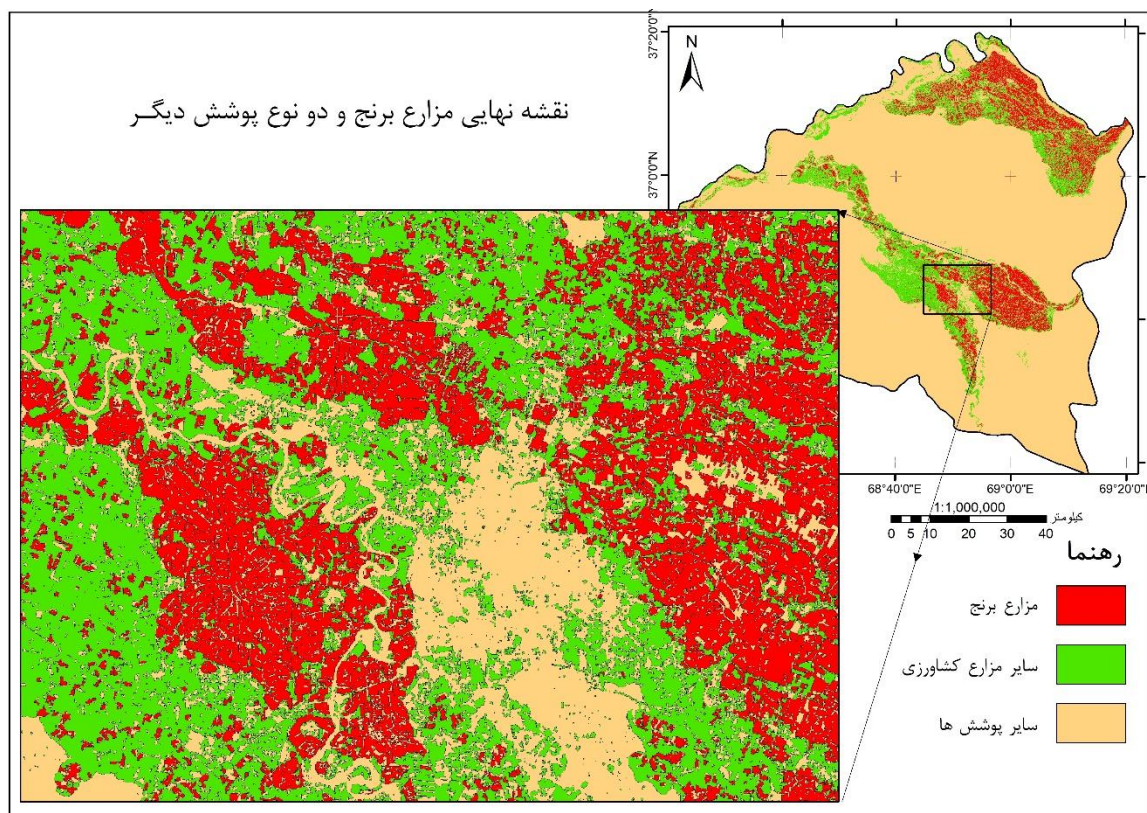 نقشه نهایی مزارع برنج و دو نوع پوشش دیگـر
N
37°20'0"N
37°0'0"N
68°40'0"E
69°0'0"E
69°20'0"E
1:1,000,000
کیلومتر
0 5 10 20 30 40
رهنما
مزارع برنج
سایر مزارع کشاورزی
سایر پوشش ها